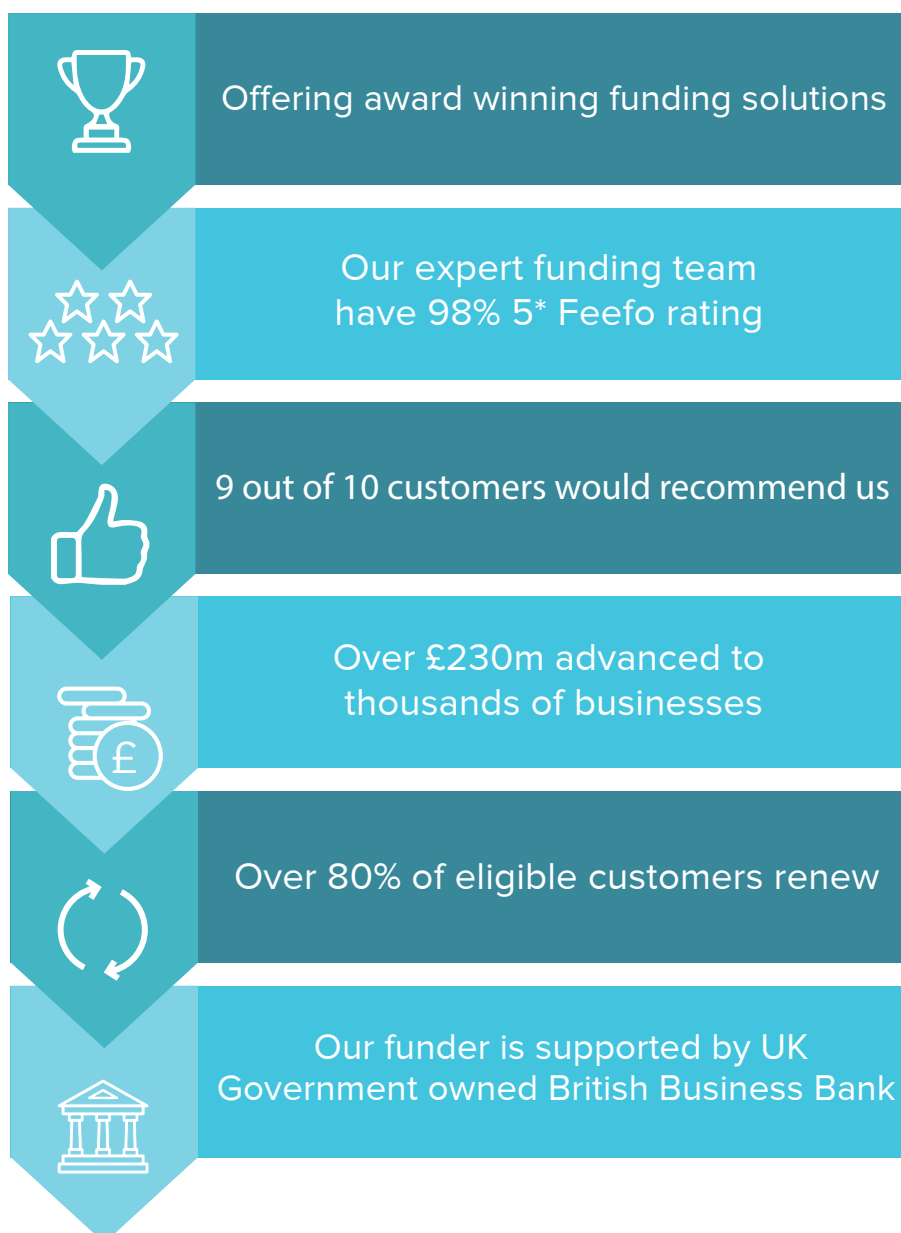 Offering award winning funding solutions
Our expert funding team
have 98% 5* Feefo rating
9 out of 10 customers would recommend us
Over £230m advanced to
thousands of businesses
£
Over 80% of eligible customers renew
Our funder is supported by UK
Government owned British Business Bank